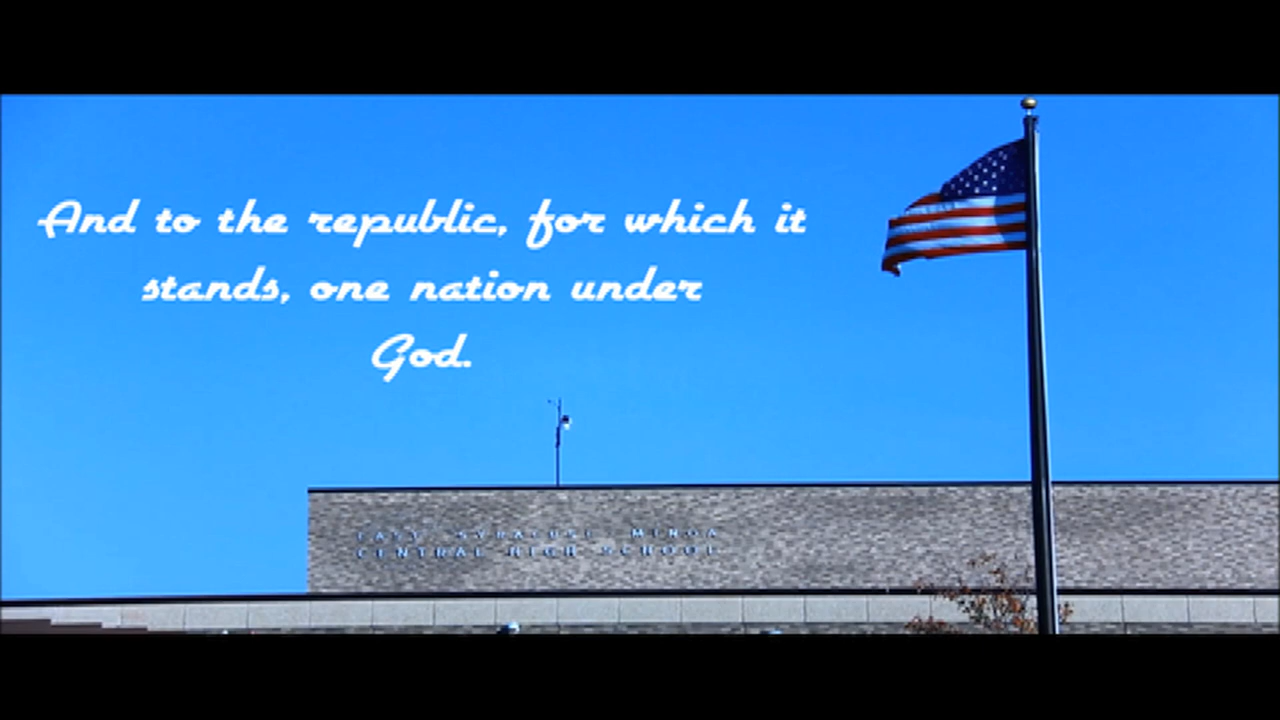 And to the republic, for which it
stands, one nation under
God.
EAST SYRACUSE MINOA
CENTRAL HIGH SCHOOL